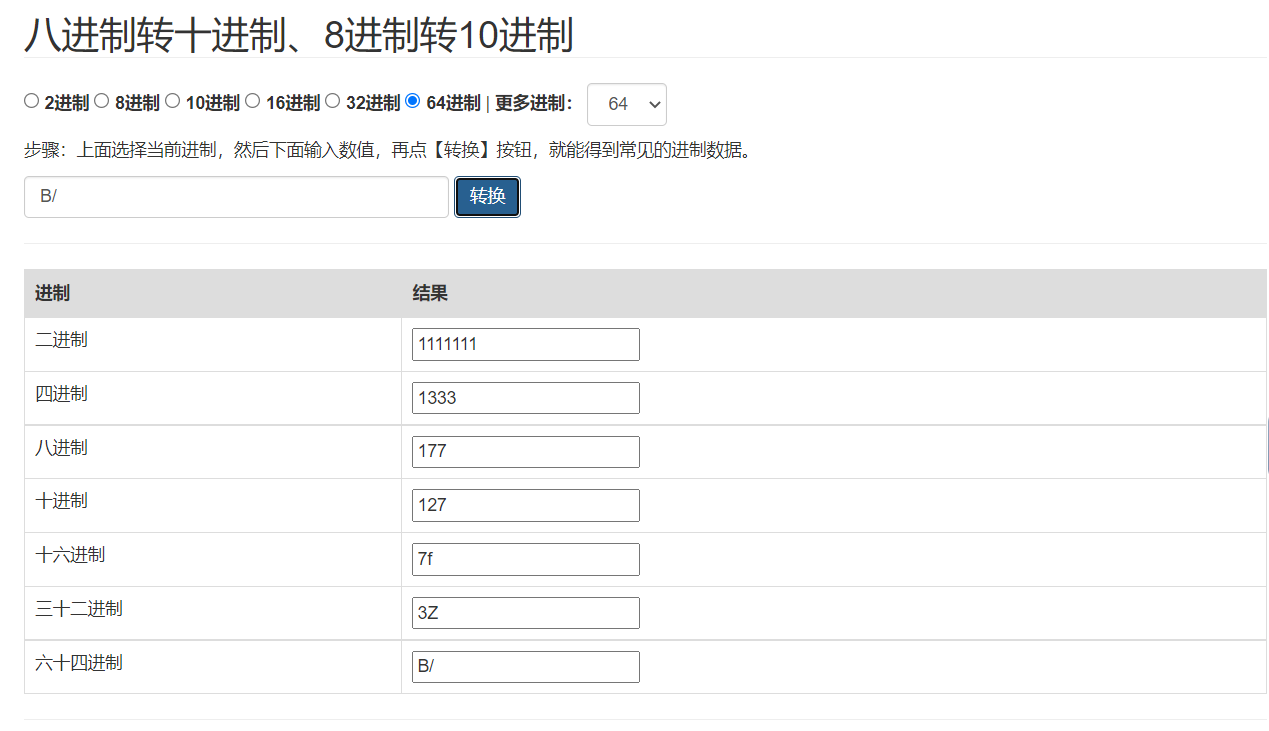 八进制转十进制、8进制转10进制
2进制 8进制 10进制 16进制 32进制 64进制 | 更多进制： 64
步骤：上面选择当前进制，然后下面输入数值，再点【转换】按钮，就能得到常见的进制数据。
B/ 转换
进制 结果
二进制 1111111
四进制 1333
八进制 177
十进制 127
十六进制 7f
三十二进制 3Z
六十四进制 B/